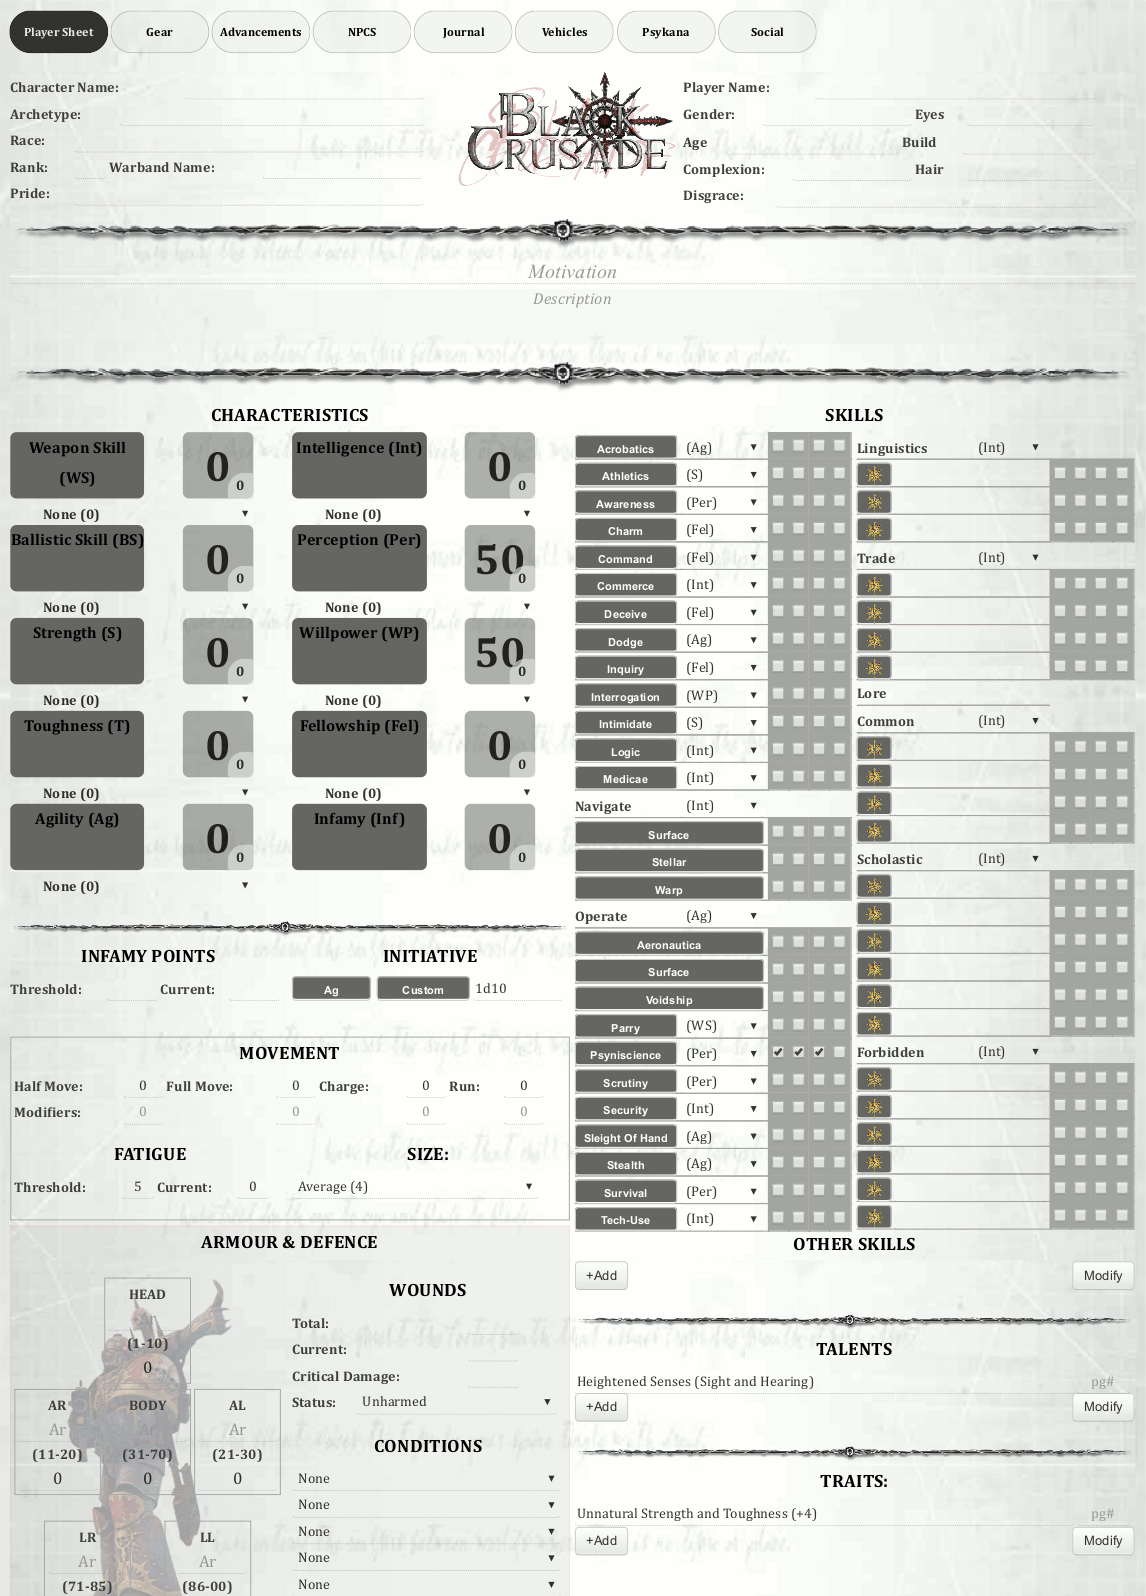 Player Sheet Gear Advancements NPCS Journal Vehicles Psykana Social
Character Name:
Archetype:
Race:
Rank: Warband Name:
Pride:
BLACK
CRUSADE
Player Name:
Gender: Eyes
Age Build
Complexion: Hair
Disgrace:
Motivation
Description
CHARACTERISTICS
Weapon Skill (WS) 0 0 Intelligence (Int) 0 0
None (0) ▼ None (0) ▼
Ballistic Skill (BS) 0 0 Perception (Per) 50 0
None (0) ▼ None (0) ▼
Strength (S) 0 0 Willpower (WP) 50 0
None (0) ▼ None (0) ▼
Toughness (T) 0 0 Fellowship (Fel) 0 0
None (0) ▼ None (0) ▼
Agility (Ag) 0 0 Infamy (Inf) 0 0
None (0) ▼
INFAMY POINTS INITIATIVE
Threshold: Current: Ag Custom 1d10
MOVEMENT
Half Move: 0 Full Move: 0 Charge: 0 Run: 0
Modifiers: 0 0 0 0
FATIGUE SIZE:
Threshold: 5 Current: 0 Average (4) ▼
ARMOUR & DEFENCE
HEAD
Ar
(1-10)
0
AR BODY AL
Ar Ar Ar
(11-20) (31-70) (21-30)
0 0 0
LR LL
Ar Ar
(71-85) (86-00)
WOUNDS
Total:
Current:
Critical Damage:
Status: Unharmed ▼
CONDITIONS
None ▼
None ▼
None ▼
None ▼
None ▼
SKILLS
Acrobatics (Ag) ▼
Athletics (S) ▼
Awareness (Per) ▼
Charm (Fel) ▼
Command (Fel) ▼
Commerce (Int) ▼
Deceive (Fel) ▼
Dodge (Ag) ▼
Inquiry (Fel) ▼
Interrogation (WP) ▼
Intimidate (S) ▼
Logic (Int) ▼
Medicae (Int) ▼
Navigate (Int) ▼
Surface
Stellar
Warp
Operate (Ag) ▼
Aeronautica
Surface
Voidship
Parry (WS) ▼
Psyniscience (Per) ▼
Scrutiny (Per) ▼
Security (Int) ▼
Sleight Of Hand (Ag) ▼
Stealth (Ag) ▼
Survival (Per) ▼
Tech-Use (Int) ▼
Linguistics (Int) ▼
Trade (Int) ▼
Lore
Common (Int) ▼
Scholastic (Int) ▼
Forbidden (Int) ▼
OTHER SKILLS
+Add Modify
TALENTS
Heightened Senses (Sight and Hearing) pg#
+Add Modify
TRAITS:
Unnatural Strength and Toughness (+4) pg#
+Add Modify